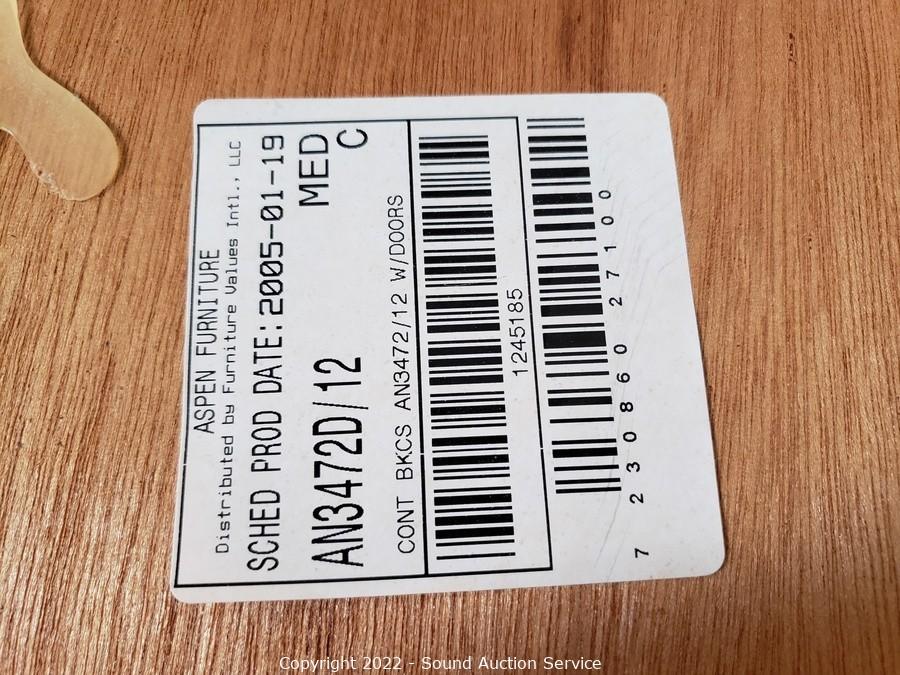 ASPEN FURNITURE
Distributed by Furniture Values Intl., LLC
SCHED PROD DATE:2005-01-19
AN3472D/12 MED
C
CONT BKCS AN3472/12 W/DOORS
1245185
7 23086 02710 0
Copyright 2022 - Sound Auction Service